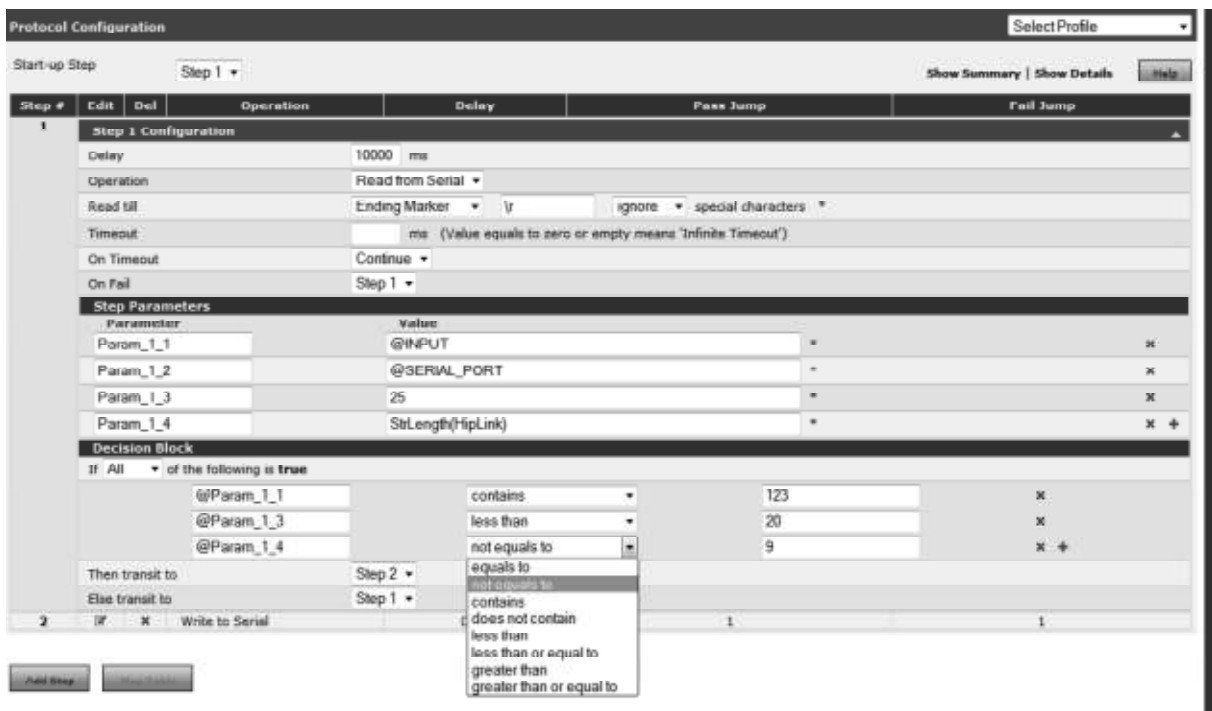 Protocol Configuration Select Profile
Start-up Step Step 1 Show Summary | Show Details Help
Step # Edit Del Operation Delay Pass Jump Fail Jump
1 Step 1 Configuration
Delay 10000 ms
Operation Read from Serial
Read till Ending Marker \r ignore special characters *
Timeout ms (Value equals to zero or empty means 'Infinite Timeout')
On Timeout Continue
On Fail Step 1
Step Parameters
Parameter Value
Param_1_1 @INPUT *
Param_1_2 @SERIAL_PORT *
Param_1_3 25 *
Param_1_4 StrLength(HipLink) *
Decision Block
If All of the following is true
@Param_1_1 contains 123
@Param_1_3 less than 20
@Param_1_4 not equals to 9
equals to
Then transit to Step 2
not equals to
Else transit to Step 1
contains
2 Write to Serial does not contain 1 1
less than
less than or equal to
greater than
Add Step
greater than or equal to